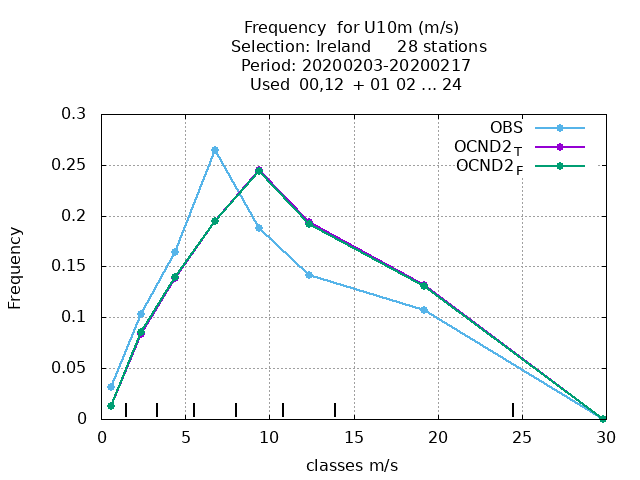 Frequency  for U10m (m/s)
Selection: Ireland     28 stations
Period: 20200203-20200217
Used  00,12  + 01 02 ... 24
OBS
OCND2T
OCND2F
Frequency
0.3
0.25
0.2
0.15
0.1
0.05
0
0 5 10 15 20 25 30
classes m/s